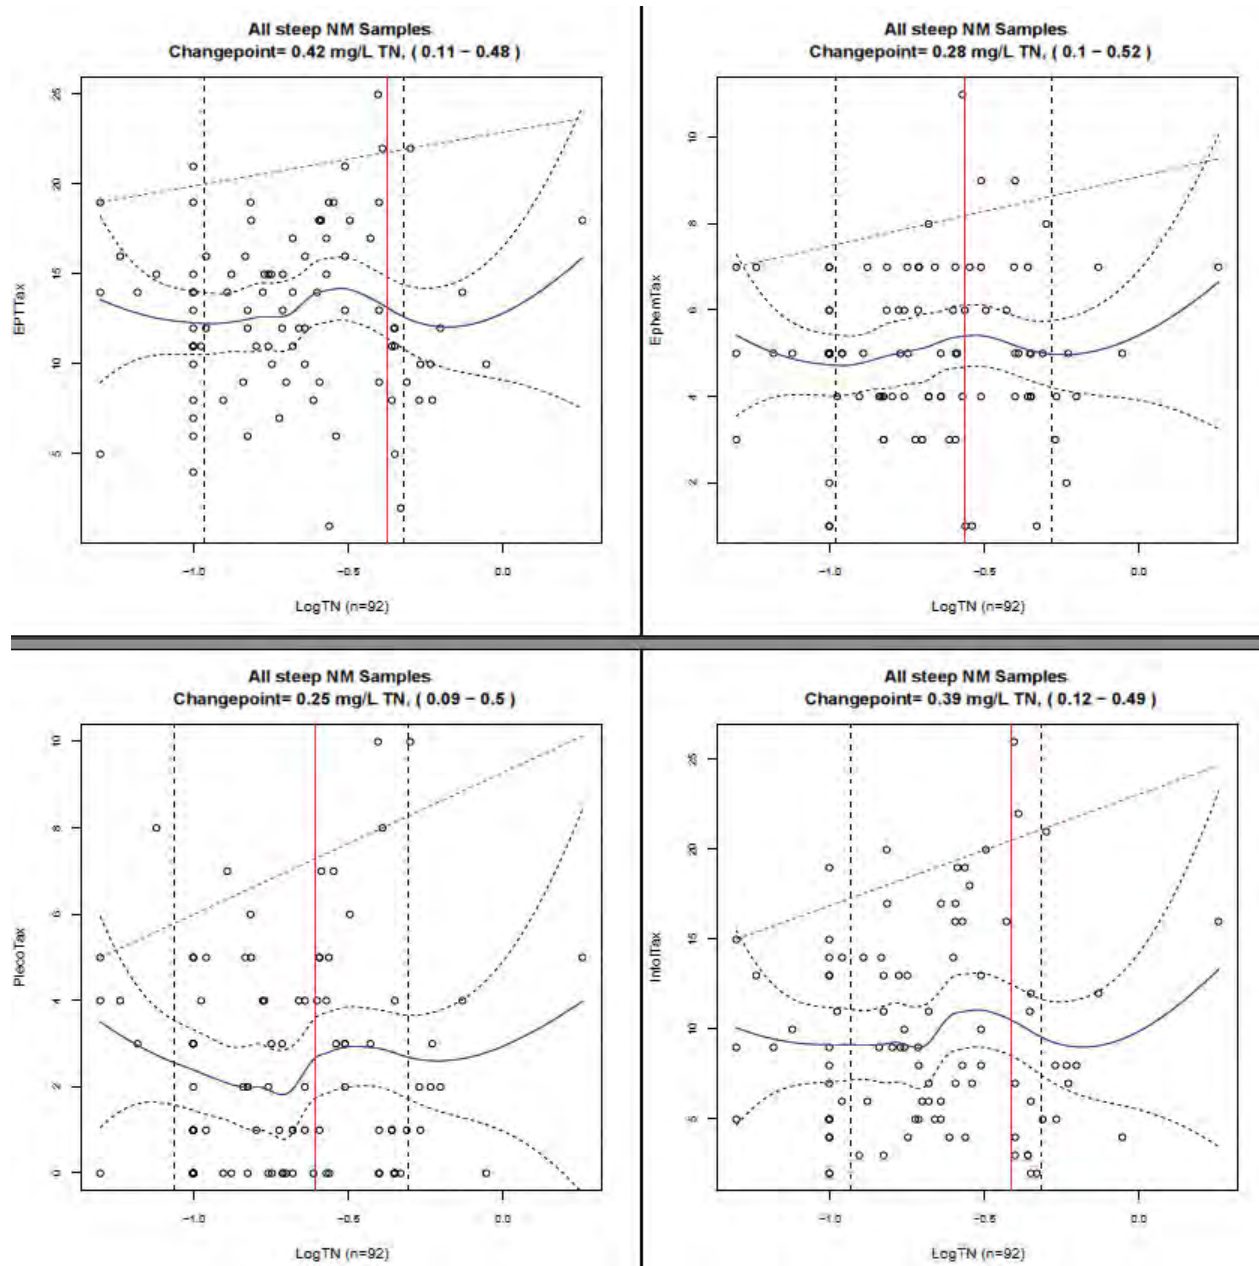 All steep NM Samples
Changepoint= 0.42 mg/L TN, ( 0.11 − 0.48 )
25
20
15
10
5
EPTTax
−1.0
−0.5
0.0
LogTN (n=92)
All steep NM Samples
Changepoint= 0.28 mg/L TN, ( 0.1 − 0.52 )
10
8
6
4
2
EphemTax
−1.0
−0.5
0.0
LogTN (n=92)
All steep NM Samples
Changepoint= 0.25 mg/L TN, ( 0.09 − 0.5 )
10
8
6
4
2
0
PlecoTax
−1.0
−0.5
0.0
LogTN (n=92)
All steep NM Samples
Changepoint= 0.39 mg/L TN, ( 0.12 − 0.49 )
25
20
15
10
5
IntolTax
−1.0
−0.5
0.0
LogTN (n=92)